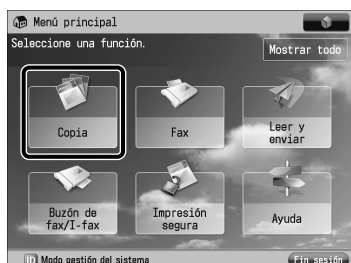 Menú principal
Seleccione una función.
Mostrar todo
Copia
Fax
Leer y
enviar
Buzón de
fax/I-fax
Impresión
segura
Ayuda
ID Modo gestión del sistema
Fin sesión